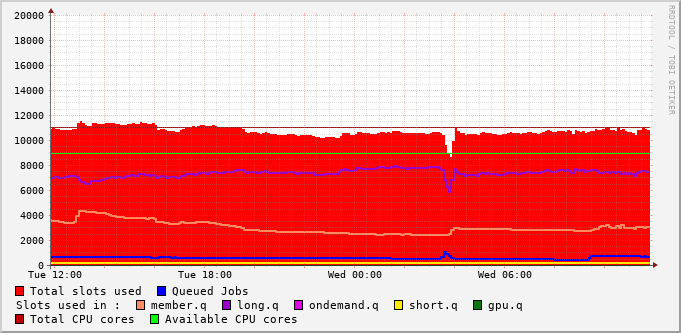 RRDTOOL / TOBI OETIKER
20000
18000
16000
14000
12000
10000
8000
6000
4000
2000
0
Tue 12:00 Tue 18:00 Wed 00:00 Wed 06:00
Total slots used Queued Jobs
Slots used in : member.q long.q ondemand.q short.q gpu.q
Total CPU cores Available CPU cores